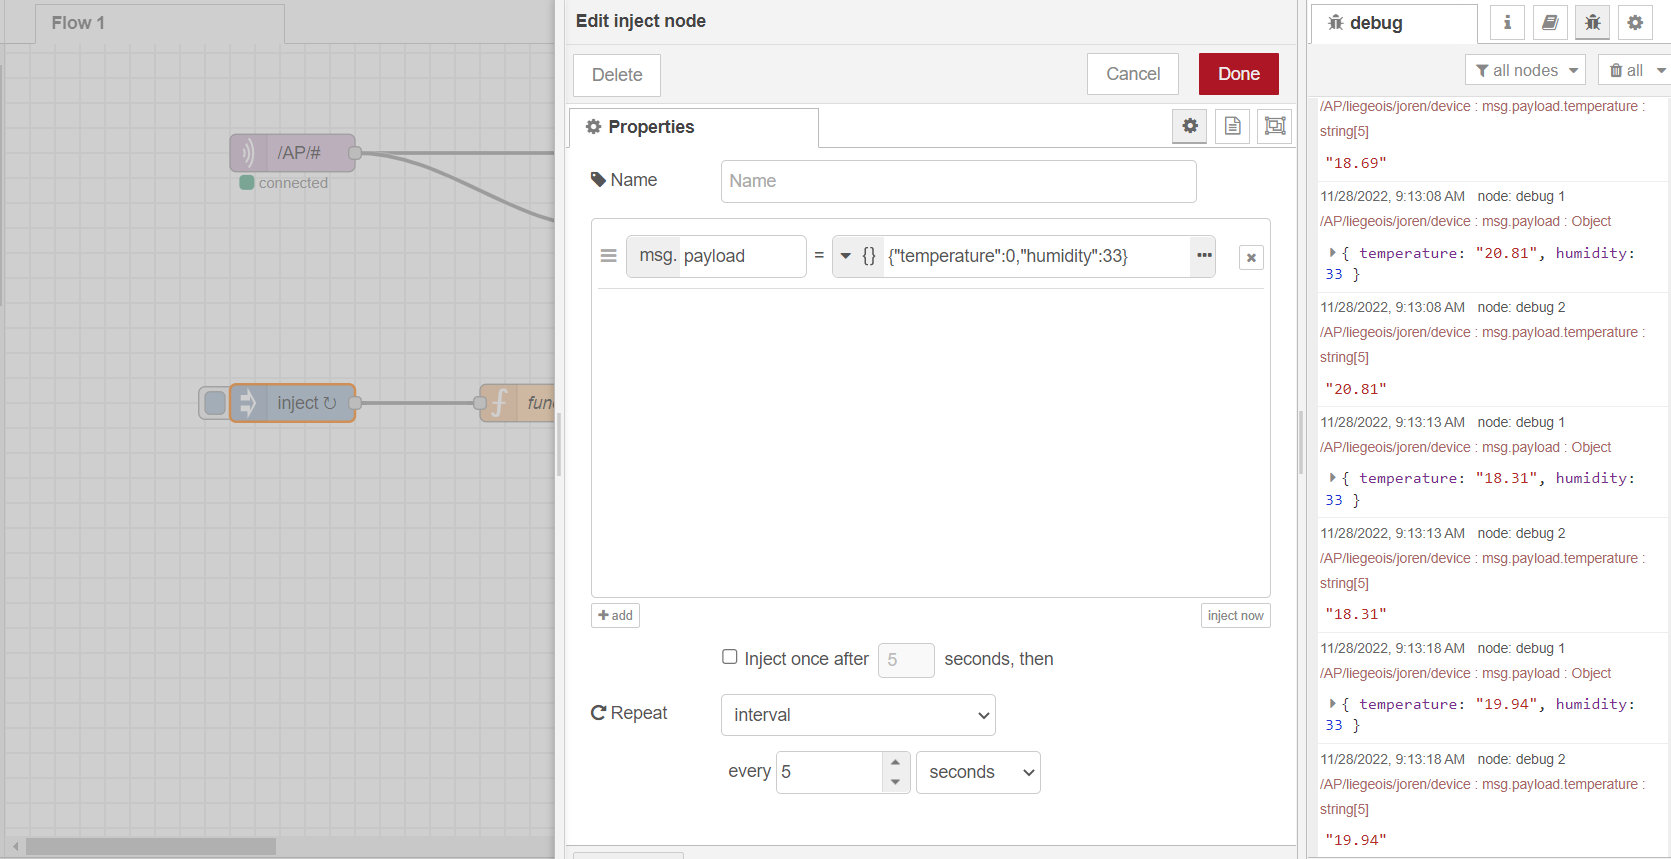 Flow 1
/AP/#
connected
inject ↻
func
Edit inject node
Delete
Cancel
Done
Properties
Name
Name
msg. payload = {} {"temperature":0,"humidity":33} •••
add
inject now
Inject once after 5 seconds, then
Repeat
interval
every 5 seconds
debug
all nodes
all
/AP/liegeois/joren/device : msg.payload.temperature :
string[5]
"18.69"
11/28/2022, 9:13:08 AM node: debug 1
/AP/liegeois/joren/device : msg.payload : Object
{ temperature: "20.81", humidity:
33 }
11/28/2022, 9:13:08 AM node: debug 2
/AP/liegeois/joren/device : msg.payload.temperature :
string[5]
"20.81"
11/28/2022, 9:13:13 AM node: debug 1
/AP/liegeois/joren/device : msg.payload : Object
{ temperature: "18.31", humidity:
33 }
11/28/2022, 9:13:13 AM node: debug 2
/AP/liegeois/joren/device : msg.payload.temperature :
string[5]
"18.31"
11/28/2022, 9:13:18 AM node: debug 1
/AP/liegeois/joren/device : msg.payload : Object
{ temperature: "19.94", humidity:
33 }
11/28/2022, 9:13:18 AM node: debug 2
/AP/liegeois/joren/device : msg.payload.temperature :
string[5]
"19.94"